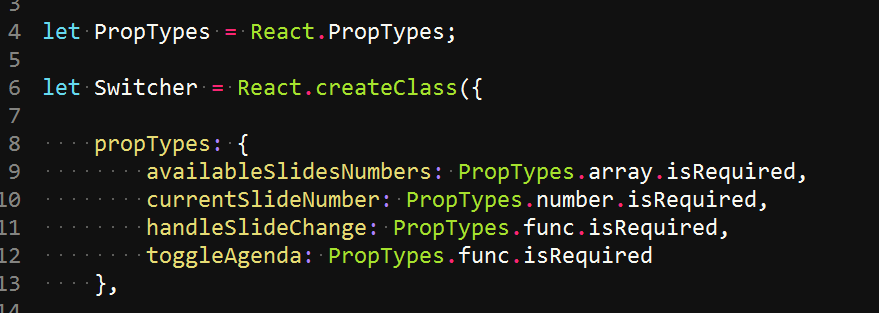 3
4 let PropTypes = React.PropTypes;
5
6 let Switcher = React.createClass({
7
8     propTypes: {
9         availableSlidesNumbers: PropTypes.array.isRequired,
10         currentSlideNumber: PropTypes.number.isRequired,
11         handleSlideChange: PropTypes.func.isRequired,
12         toggleAgenda: PropTypes.func.isRequired
13     },
14